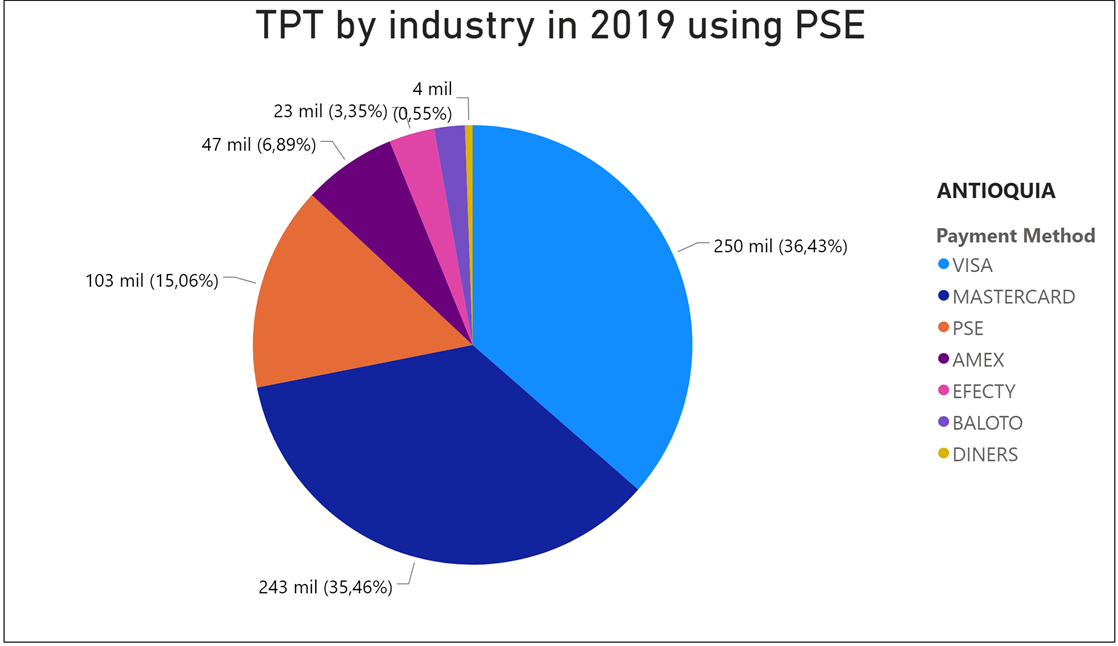 TPT by industry in 2019 using PSE
4 mil
(0,55%)
23 mil (3,35%)
47 mil (6,89%)
103 mil (15,06%)
250 mil (36,43%)
243 mil (35,46%)
ANTIOQUIA
Payment Method
VISA
MASTERCARD
PSE
AMEX
EFECTY
BALOTO
DINERS